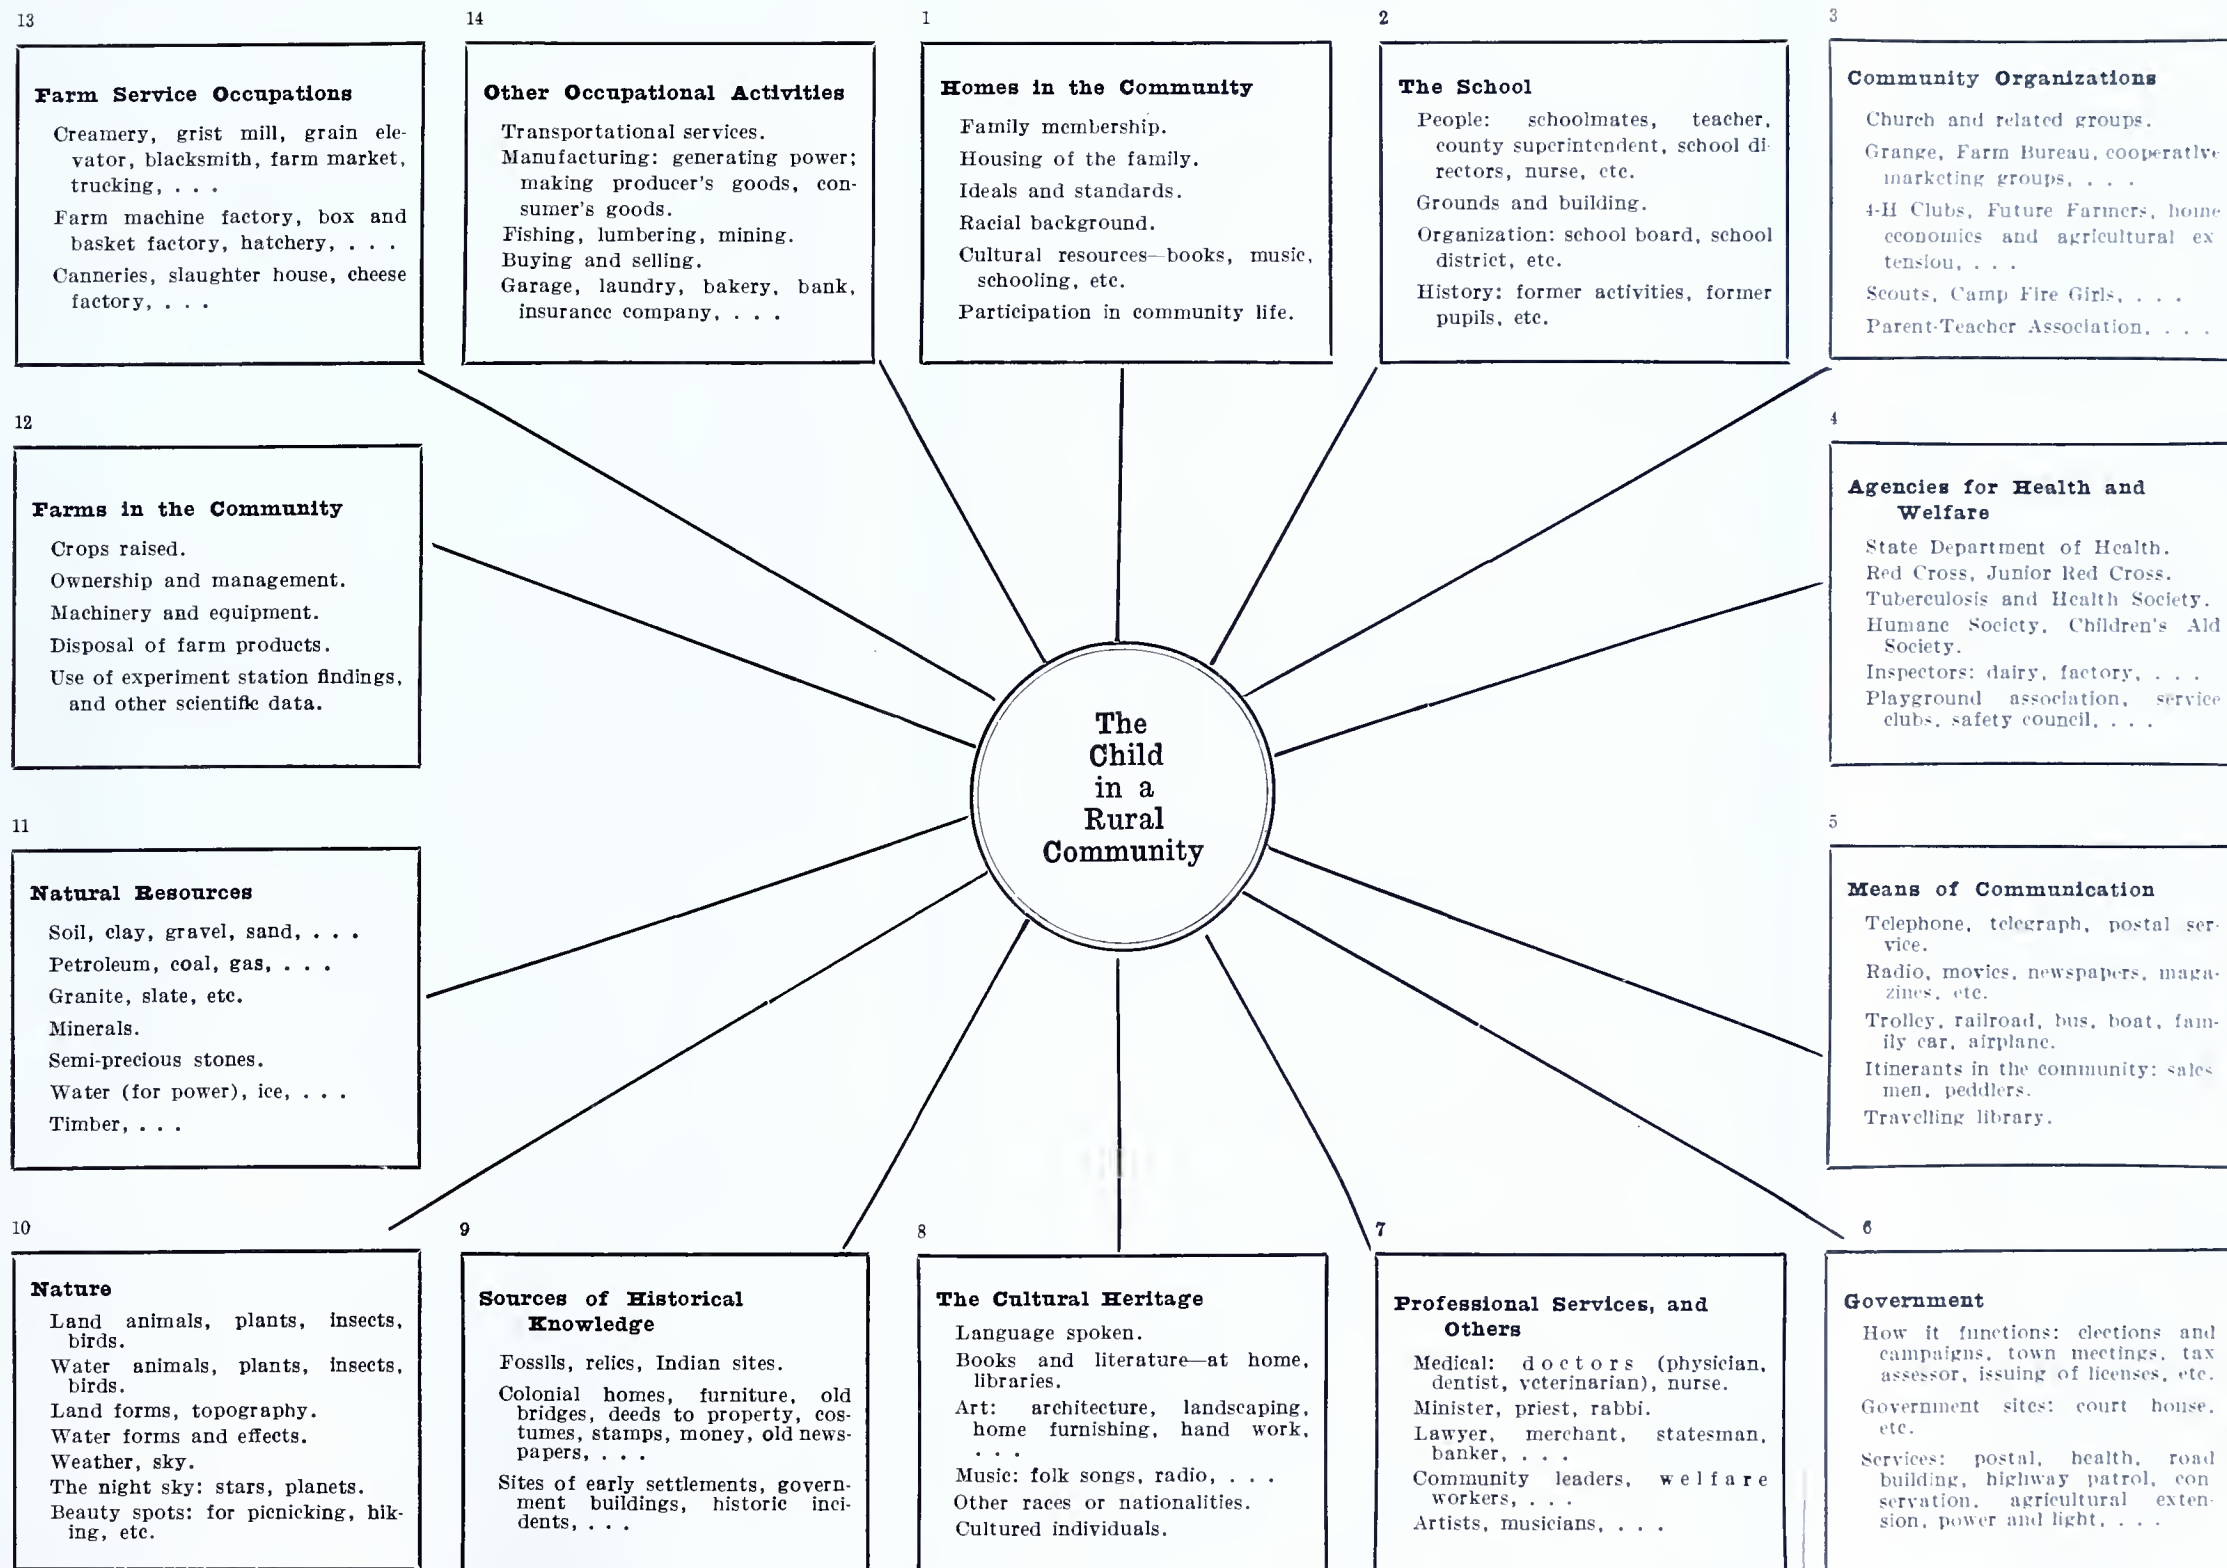 13
Farm Service Occupations
Creamery, grist mill, grain ele-
vator, blacksmith, farm market,
trucking, . . .
Farm machine factory, box and
basket factory, hatchery, . . .
Canneries, slaughter house, cheese
factory, . . .
14
Other Occupational Activities
Transportational services.
Manufacturing: generating power;
making producer's goods, con-
sumer's goods.
Fishing, lumbering, mining.
Buying and selling.
Garage, laundry, bakery, bank,
insurance company, . . .
1
Homes in the Community
Family membership.
Housing of the family.
Ideals and standards.
Racial background.
Cultural resources—books, music,
schooling, etc.
Participation in community life.
2
The School
People: schoolmates, teacher,
county superintendent, school di-
rectors, nurse, etc.
Grounds and building.
Organization: school board, school
district, etc.
History: former activities, former
pupils, etc.
3
Community Organizations
Church and related groups.
Grange, Farm Bureau, cooperative
marketing groups, . . .
4-H Clubs, Future Farmers, home
economics and agricultural ex
tension, . . .
Scouts, Camp Fire Girls, . . .
Parent-Teacher Association, . . .
12
Farms in the Community
Crops raised.
Ownership and management.
Machinery and equipment.
Disposal of farm products.
Use of experiment station findings,
and other scientific data.
4
Agencies for Health and
Welfare
State Department of Health.
Red Cross, Junior Red Cross.
Tuberculosis and Health Society.
Humane Society, Children's Aid
Society.
Inspectors: dairy, factory, . . .
Playground association, service
clubs, safety council, . . .
The
Child
in a
Rural
Community
11
Natural Resources
Soil, clay, gravel, sand, . . .
Petroleum, coal, gas, . . .
Granite, slate, etc.
Minerals.
Semi-precious stones.
Water (for power), ice, . . .
Timber, . . .
5
Means of Communication
Telephone, telegraph, postal ser-
vice.
Radio, movies, newspapers, maga-
zines, etc.
Trolley, railroad, bus, boat, fam-
ily car, airplane.
Itinerants in the community: sales
men, peddlers.
Travelling library.
10
Nature
Land animals, plants, insects,
birds.
Water animals, plants, insects,
birds.
Land forms, topography.
Water forms and effects.
Weather, sky.
The night sky: stars, planets.
Beauty spots: for picnicking, hik-
ing, etc.
9
Sources of Historical
Knowledge
Fossils, relics, Indian sites.
Colonial homes, furniture, old
bridges, deeds to property, cos-
tumes, stamps, money, old news-
papers, . . .
Sites of early settlements, govern-
ment buildings, historic inci-
dents, . . .
8
The Cultural Heritage
Language spoken.
Books and literature—at home,
libraries.
Art: architecture, landscaping,
home furnishing, hand work,
. . .
Music: folk songs, radio, . . .
Other races or nationalities.
Cultured individuals.
7
Professional Services, and
Others
Medical: doctors (physician,
dentist, veterinarian), nurse.
Minister, priest, rabbi.
Lawyer, merchant, statesman,
banker, . . .
Community leaders, welfare
workers, . . .
Artists, musicians, . . .
6
Government
How it functions: elections and
campaigns, town meetings, tax
assessor, issuing of licenses, etc.
Government sites: court house,
etc.
Services: postal, health, road
building, highway patrol, con
servation, agricultural exten-
sion, power and light, . . .